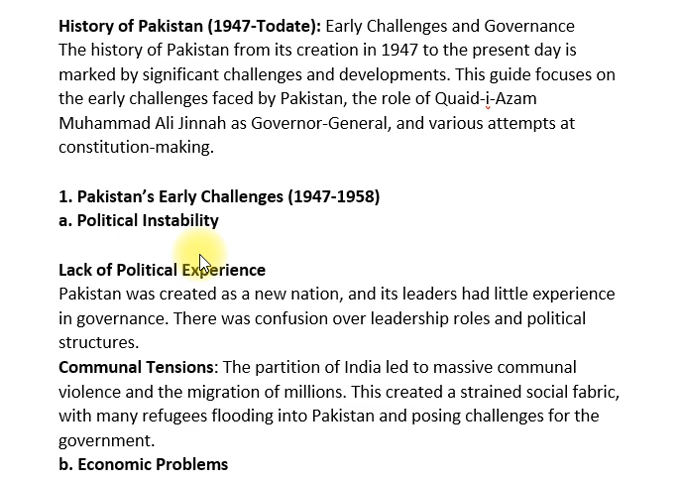 History of Pakistan (1947-Todate): Early Challenges and Governance
The history of Pakistan from its creation in 1947 to the present day is
marked by significant challenges and developments. This guide focuses on
the early challenges faced by Pakistan, the role of Quaid-i-Azam
Muhammad Ali Jinnah as Governor-General, and various attempts at
constitution-making.
1. Pakistan’s Early Challenges (1947-1958)
a. Political Instability
Lack of Political Experience
Pakistan was created as a new nation, and its leaders had little experience
in governance. There was confusion over leadership roles and political
structures.
Communal Tensions: The partition of India led to massive communal
violence and the migration of millions. This created a strained social fabric,
with many refugees flooding into Pakistan and posing challenges for the
government.
b. Economic Problems